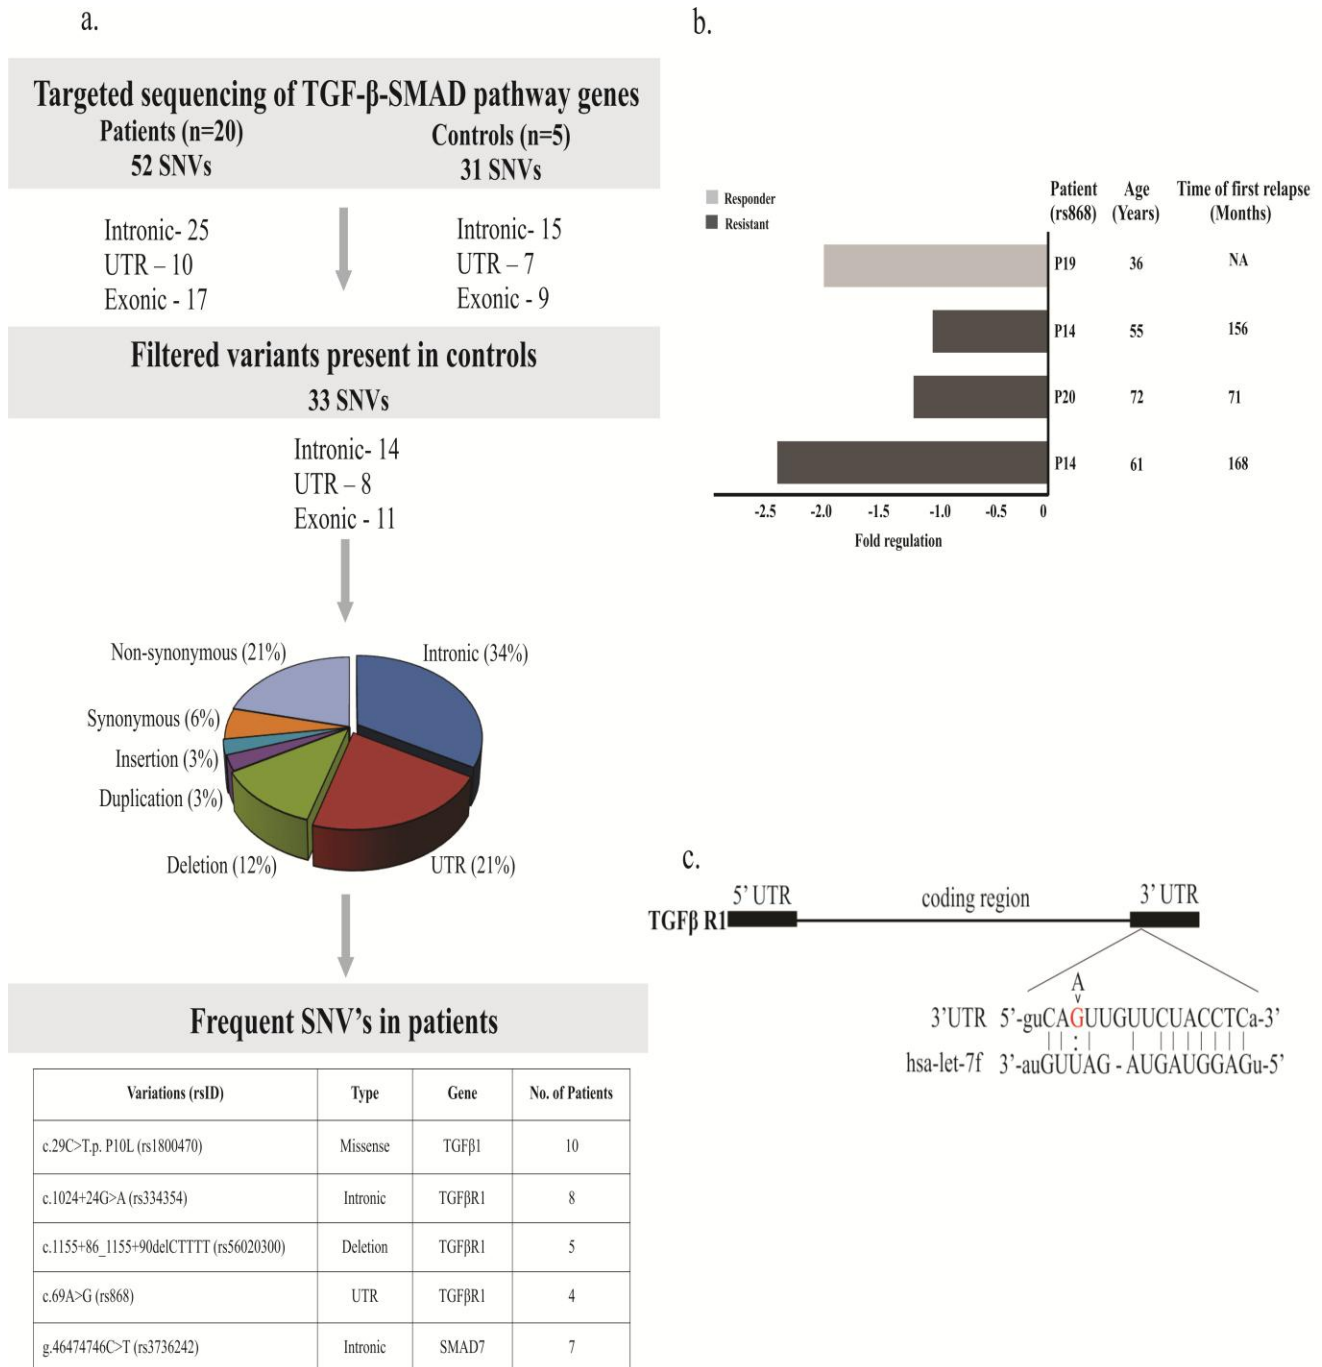 a.
Targeted sequencing of TGF-β-SMAD pathway genes
Patients (n=20)
52 SNVs
Controls (n=5)
31 SNVs
Intronic- 25
UTR – 10
Exonic - 17
Intronic- 15
UTR – 7
Exonic - 9
Filtered variants present in controls
33 SNVs
Intronic- 14
UTR – 8
Exonic - 11
Non-synonymous (21%)
Intronic (34%)
Synonymous (6%)
Insertion (3%)
Duplication (3%)
Deletion (12%)
UTR (21%)
Frequent SNV's in patients
Variations (rsID) Type Gene No. of Patients
c.29C>T.p. P10L (rs1800470) Missense TGFβ1 10
c.1024+24G>A (rs334354) Intronic TGFβR1 8
c.1155+86_1155+90delCTTTT (rs56020300) Deletion TGFβR1 5
c.69A>G (rs868) UTR TGFβR1 4
g.46474746C>T (rs3736242) Intronic SMAD7 7
b.
Responder
Resistant
Patient Age Time of first relapse
(rs868) (Years) (Months)
P19 36 NA
P14 55 156
P20 72 71
P14 61 168
-2.5 -2.0 -1.5 -1.0 -0.5 0
Fold regulation
c.
5' UTR coding region 3' UTR
TGFβ R1
A
3'UTR 5'-guCAGUUGUUCUACCTCa-3'
hsa-let-7f 3'-auGUUAG - AUGAUGGAGu-5'